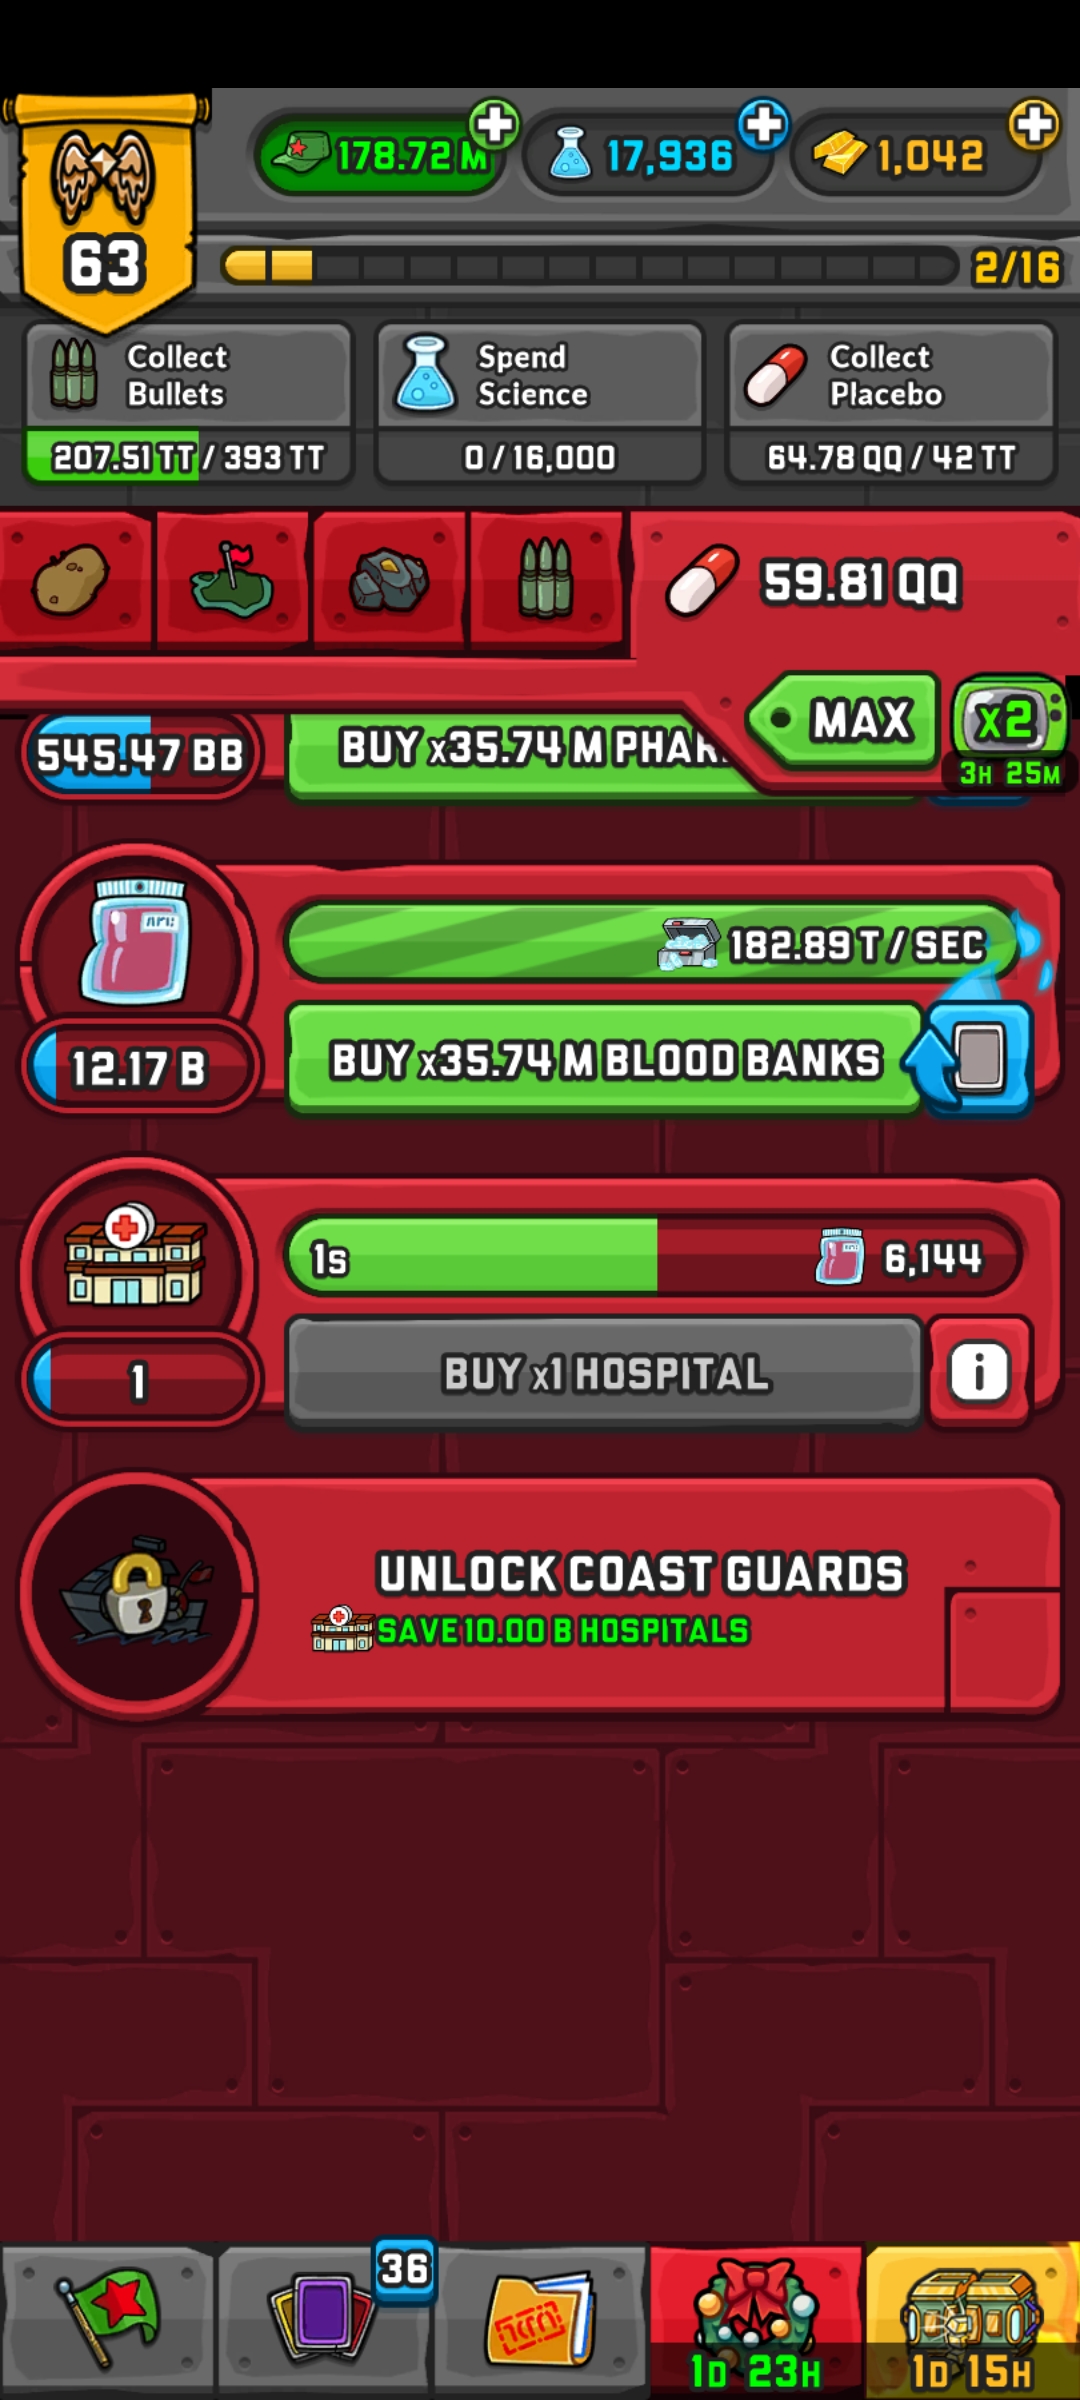 178.72 M
17,936
1,042
63
2/16
Collect
Bullets
207.51 TT / 393 TT
Spend
Science
0 / 16,000
Collect
Placebo
64.78 QQ / 42 TT
59.81 QQ
MAX
x2
3H 25M
545.47 BB
BUY x35.74 M PHAR
182.89 T / SEC
12.17 B
BUY x35.74 M BLOOD BANKS
1s
6,144
1
BUY x1 HOSPITAL
i
UNLOCK COAST GUARDS
SAVE 10.00 B HOSPITALS
36
1D 23H
1D 15H